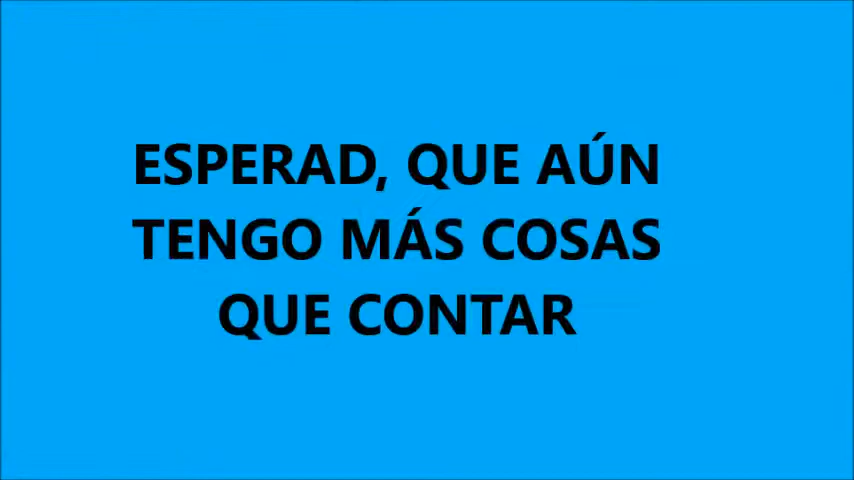 ESPERAD, QUE AÚN
TENGO MÁS COSAS
QUE CONTAR